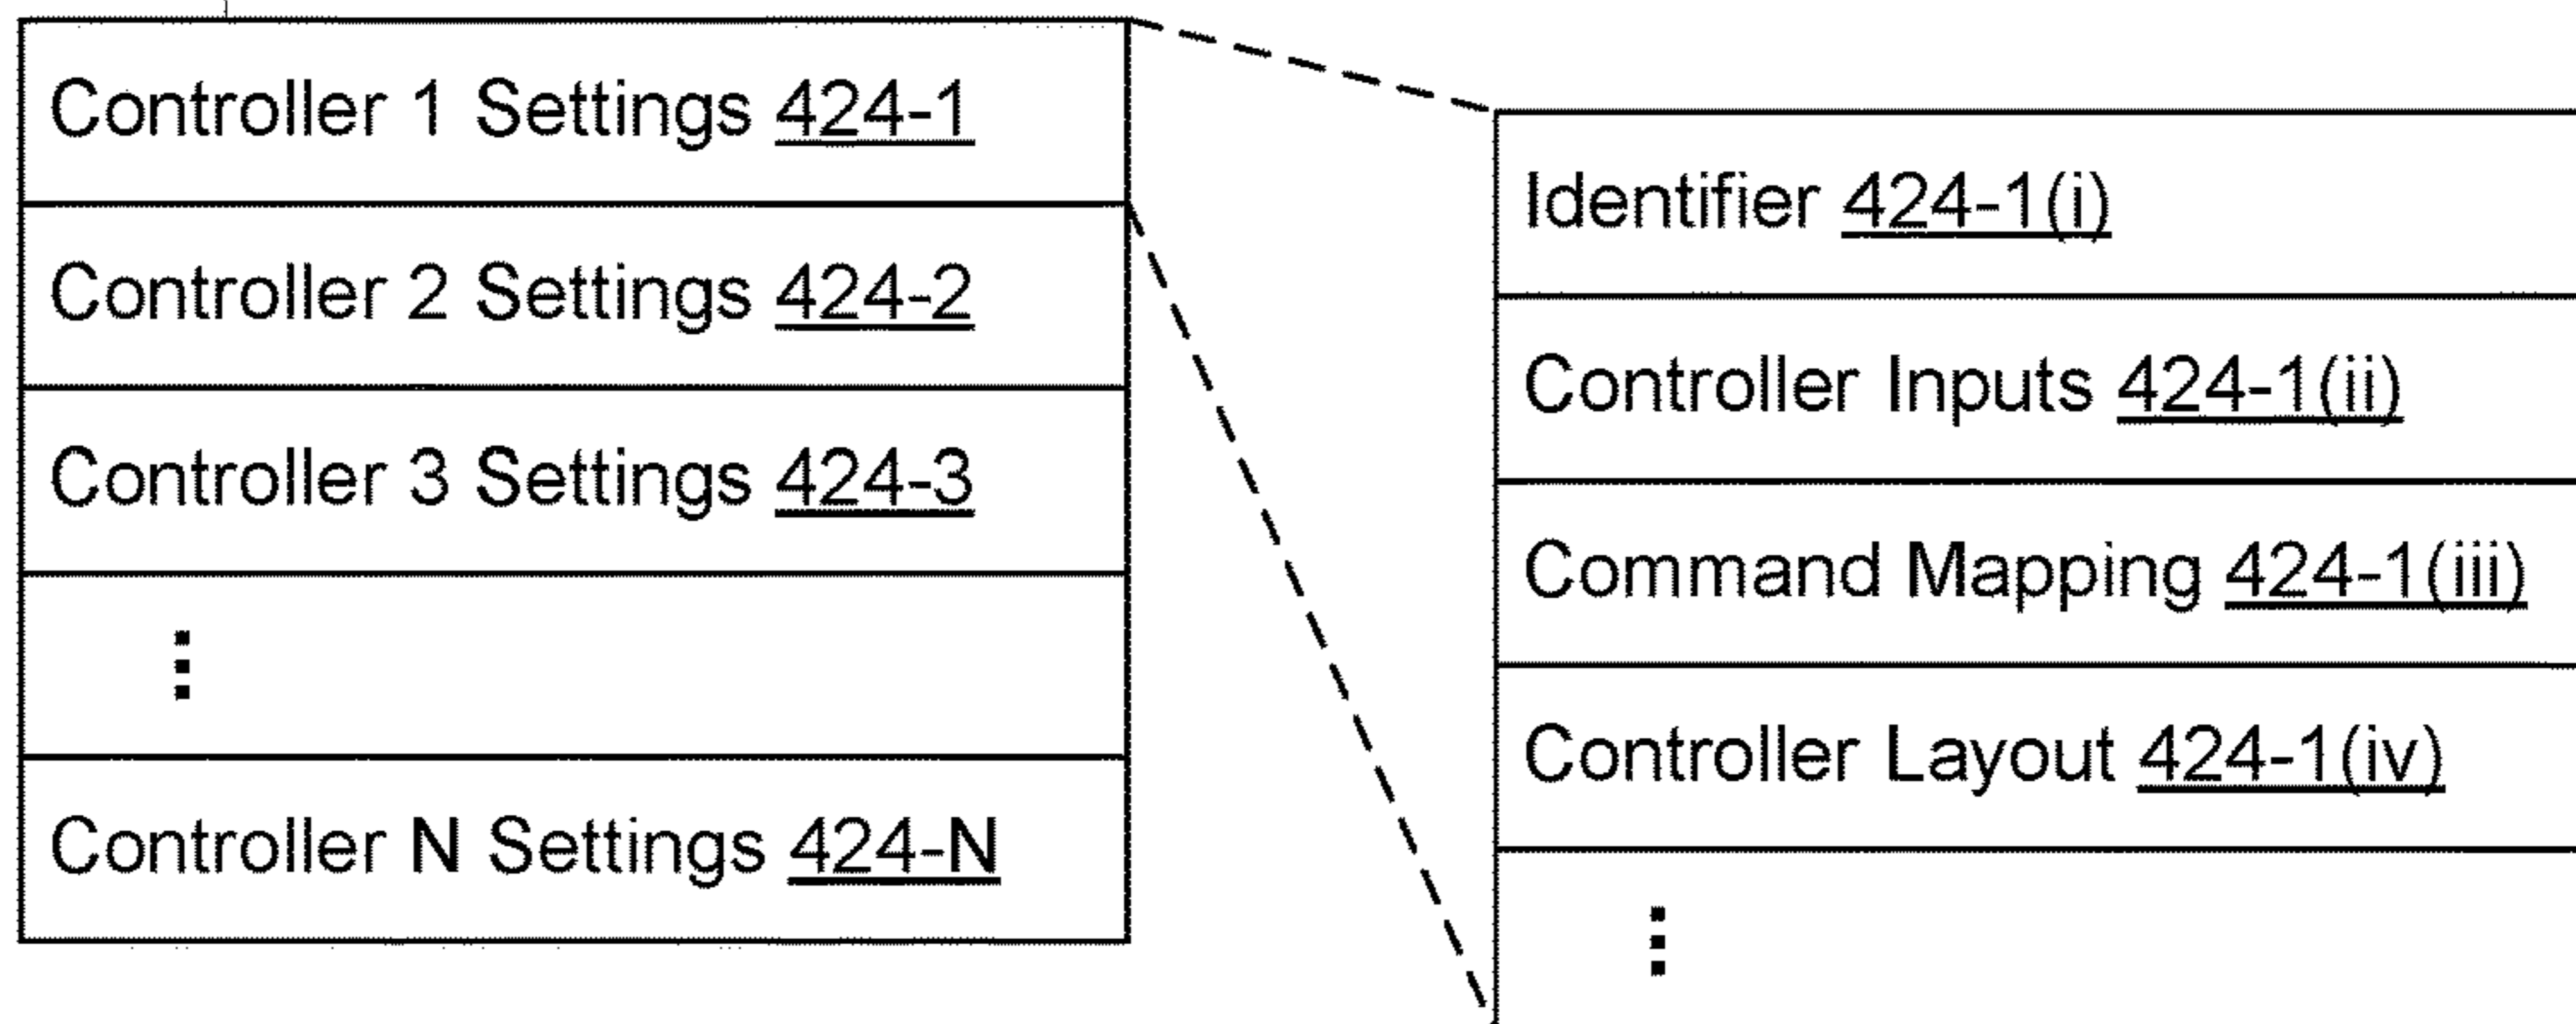 Controller 1 Settings 424-1
Controller 2 Settings 424-2
Controller 3 Settings 424-3
⋮
Controller N Settings 424-N
Identifier 424-1(i)
Controller Inputs 424-1(ii)
Command Mapping 424-1(iii)
Controller Layout 424-1(iv)
⋮